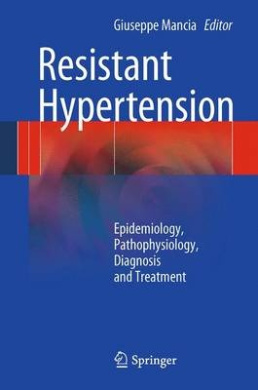 Giuseppe Mancia Editor
Resistant
Hypertension
Epidemiology,
Pathophysiology,
Diagnosis
and Treatment
Springer